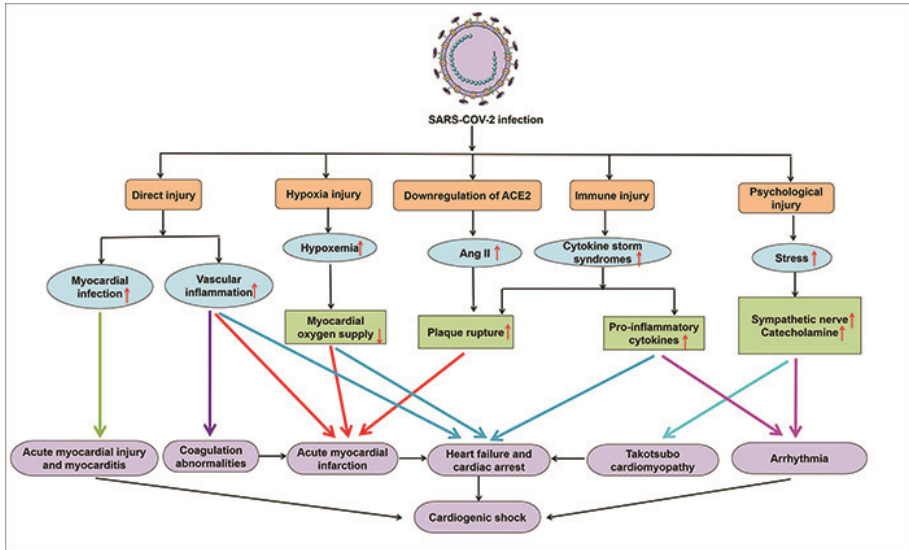 SARS-COV-2 infection
Direct injury
Hypoxia injury
Downregulation of ACE2
Immune injury
Psychological
injury
Hypoxemia↑
Ang II ↑
Cytokine storm
syndromes ↑
Stress ↑
Myocardial
infection↑
Vascular
inflammation↑
Myocardial
oxygen supply↓
Plaque rupture↑
Pro-inflammatory
cytokines ↑
Sympathetic nerve↑
Catecholamine↑
Acute myocardial injury
and myocarditis
Coagulation
abnormalities
Acute myocardial
infarction
Heart failure and
cardiac arrest
Takotsubo
cardiomyopathy
Arrhythmia
Cardiogenic shock